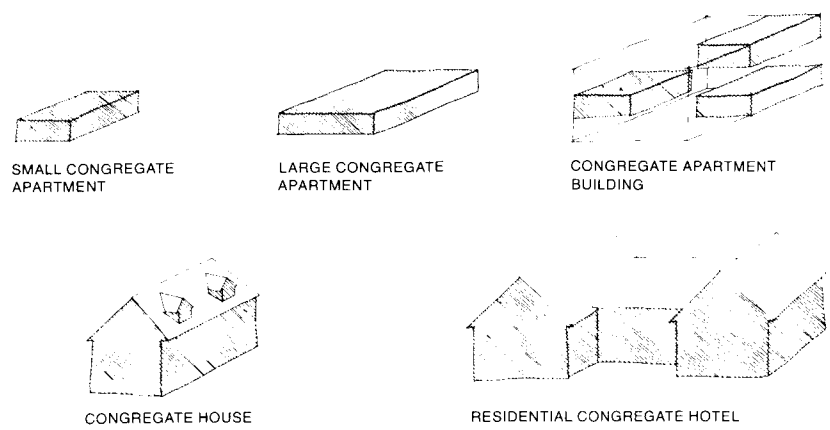 SMALL CONGREGATE
APARTMENT
LARGE CONGREGATE
APARTMENT
CONGREGATE APARTMENT
BUILDING
CONGREGATE HOUSE
RESIDENTIAL CONGREGATE HOTEL